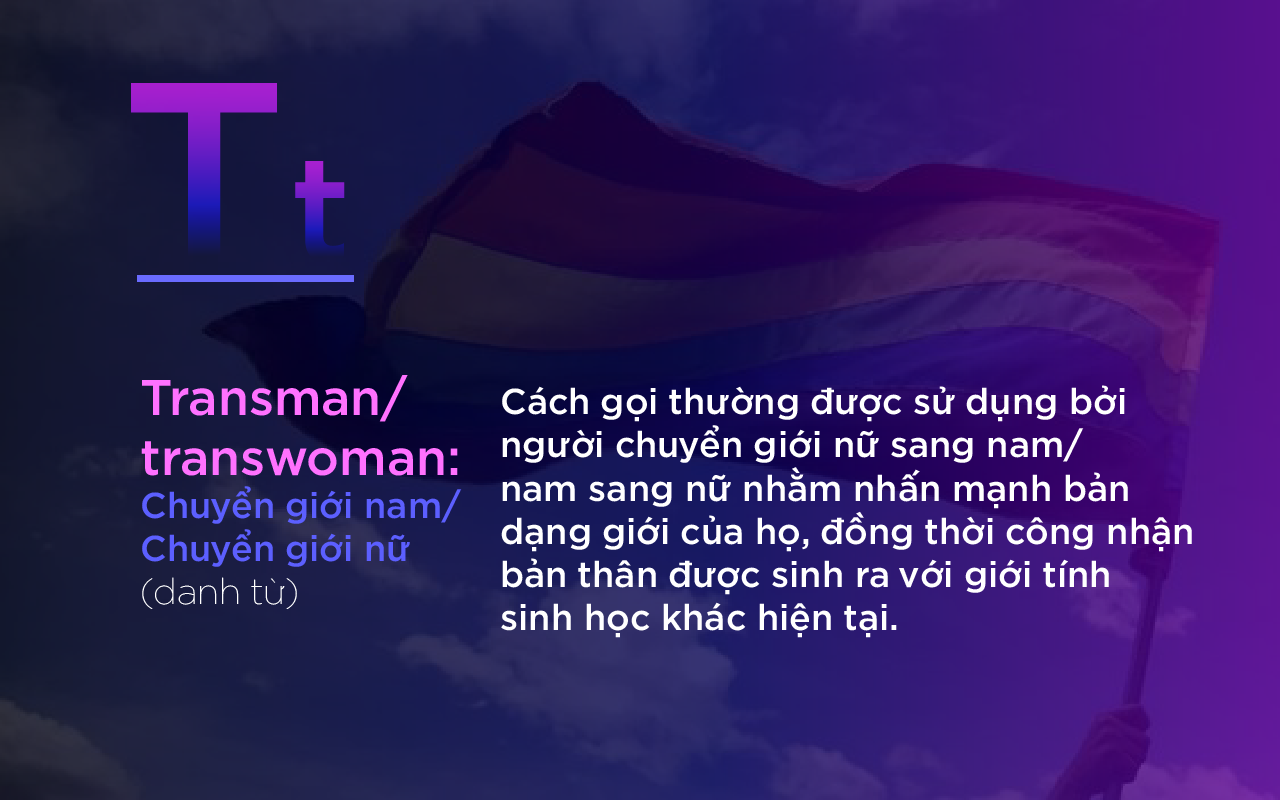 T t
Transman/
transwoman:
Chuyển giới nam/
Chuyển giới nữ
(danh từ)
Cách gọi thường được sử dụng bởi
người chuyển giới nữ sang nam/
nam sang nữ nhằm nhấn mạnh bản
dạng giới của họ, đồng thời công nhận
bản thân được sinh ra với giới tính
sinh học khác hiện tại.